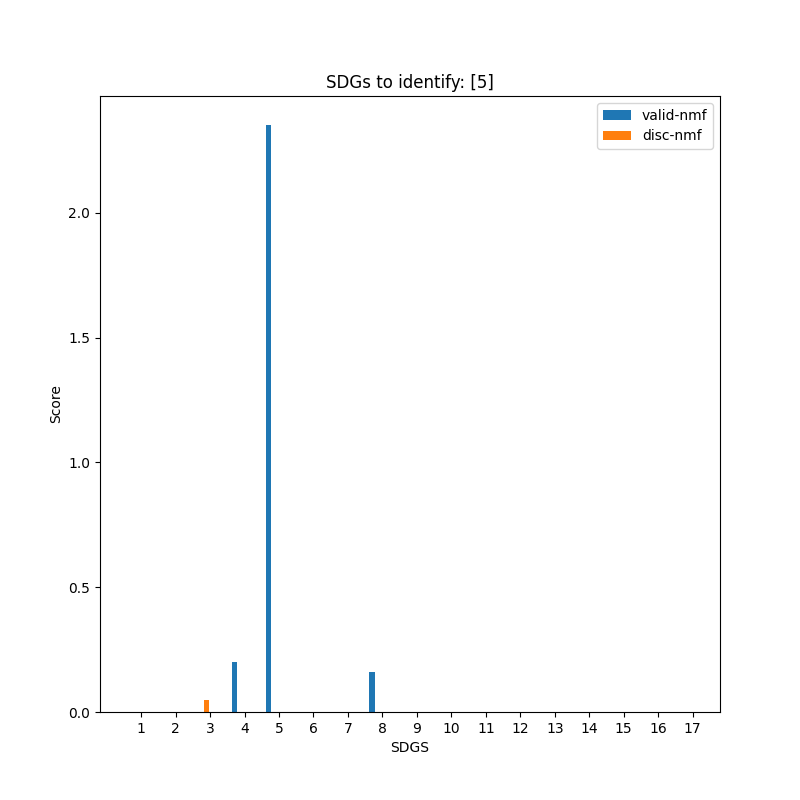 SDGs to identify: [5]
valid-nmf
disc-nmf
2.0
1.5
1.0
0.5
0.0
Score
1 2 3 4 5 6 7 8 9 10 11 12 13 14 15 16 17
SDGS